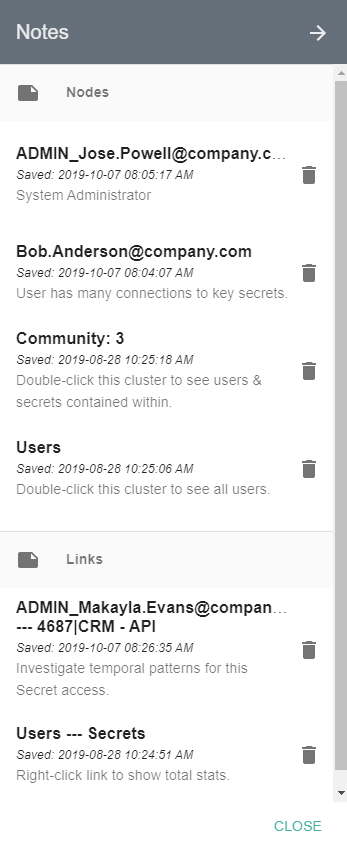 Notes
Nodes
ADMIN_Jose.Powell@company.c...
Saved: 2019-10-07 08:05:17 AM
System Administrator
Bob.Anderson@company.com
Saved: 2019-10-07 08:04:07 AM
User has many connections to key secrets.
Community: 3
Saved: 2019-08-28 10:25:18 AM
Double-click this cluster to see users &
secrets contained within.
Users
Saved: 2019-08-28 10:25:06 AM
Double-click this cluster to see all users.
Links
ADMIN_Makayla.Evans@compan...
--- 4687|CRM - API
Saved: 2019-10-07 08:26:35 AM
Investigate temporal patterns for this
Secret access.
Users --- Secrets
Saved: 2019-08-28 10:24:51 AM
Right-click link to show total stats.
CLOSE